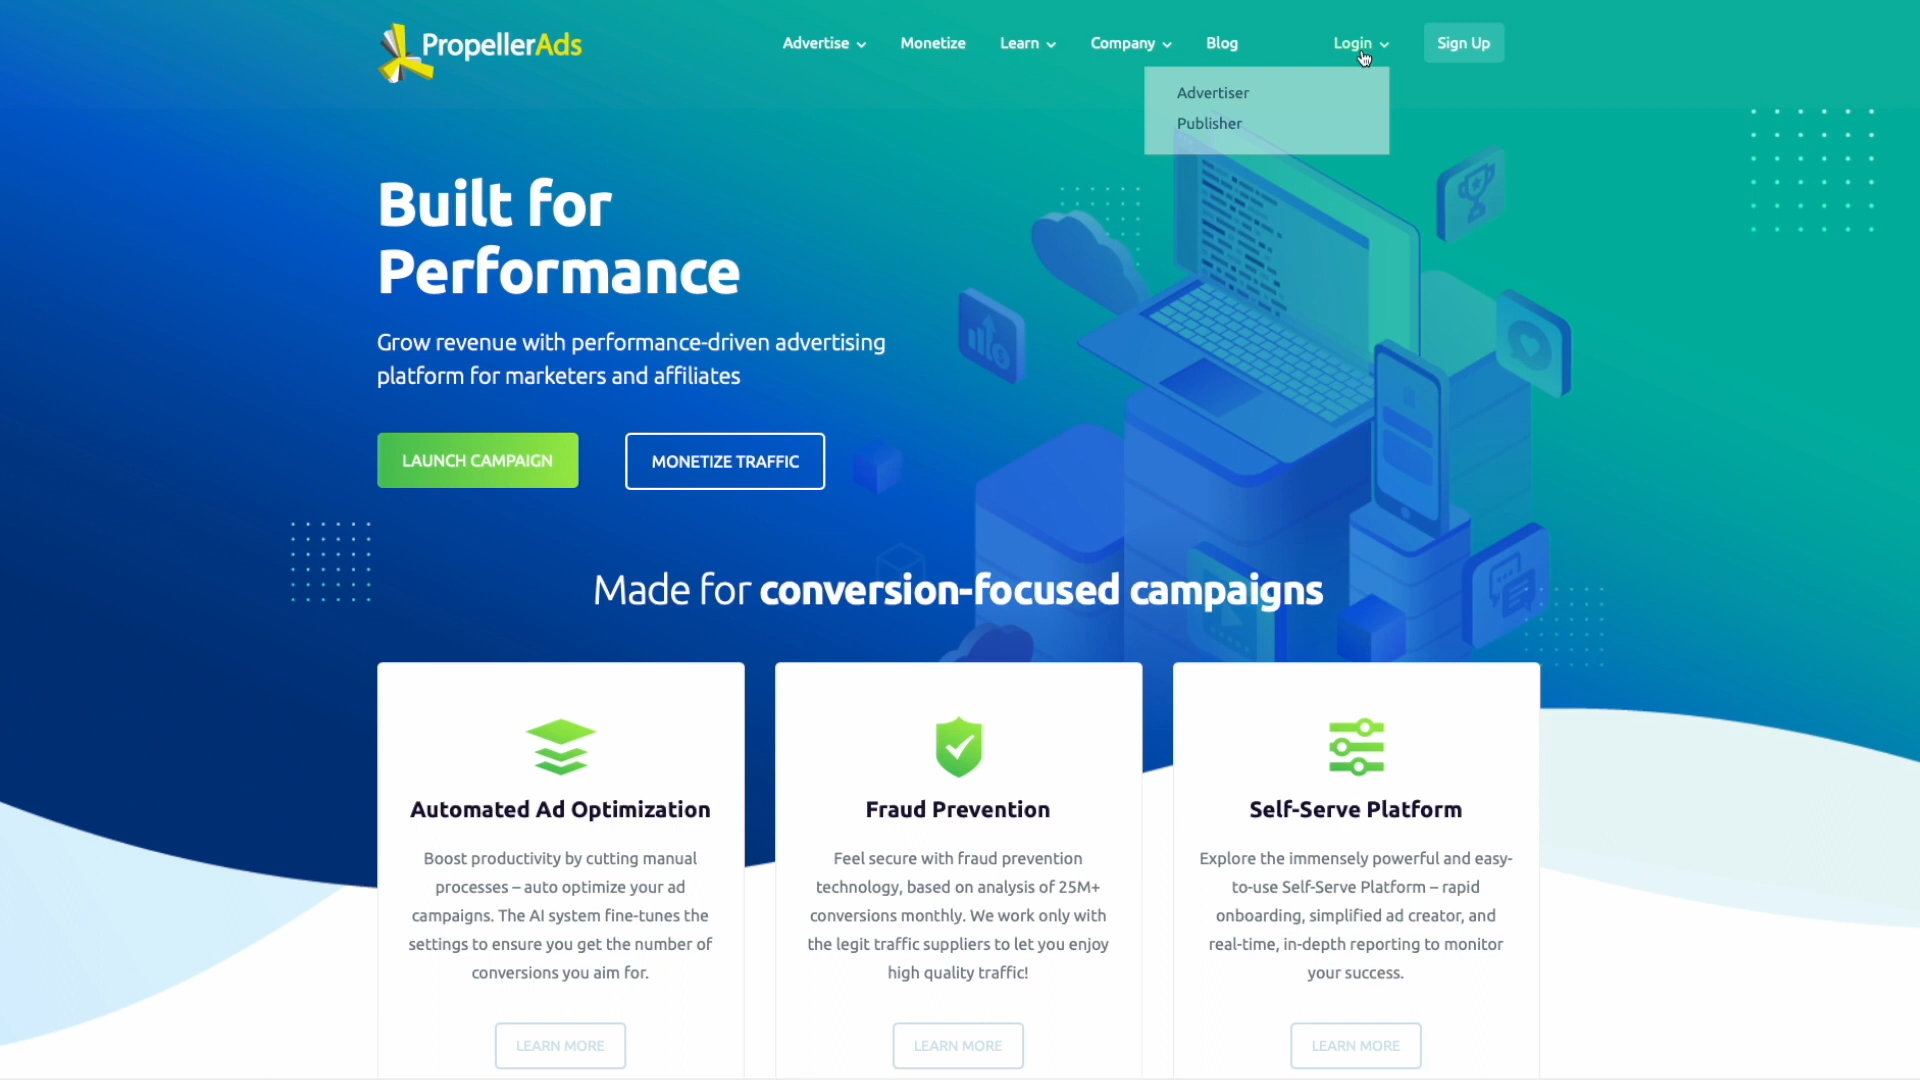 PropellerAds
Advertise
Monetize
Learn
Company
Blog
Login
Sign Up
Advertiser
Publisher
Built for
Performance
Grow revenue with performance-driven advertising
platform for marketers and affiliates
LAUNCH CAMPAIGN
MONETIZE TRAFFIC
Made for conversion-focused campaigns
Automated Ad Optimization
Boost productivity by cutting manual
processes – auto optimize your ad
campaigns. The AI system fine-tunes the
settings to ensure you get the number of
conversions you aim for.
LEARN MORE
Fraud Prevention
Feel secure with fraud prevention
technology, based on analysis of 25M+
conversions monthly. We work only with
the legit traffic suppliers to let you enjoy
high quality traffic!
LEARN MORE
Self-Serve Platform
Explore the immensely powerful and easy-
to-use Self-Serve Platform – rapid
onboarding, simplified ad creator, and
real-time, in-depth reporting to monitor
your success.
LEARN MORE